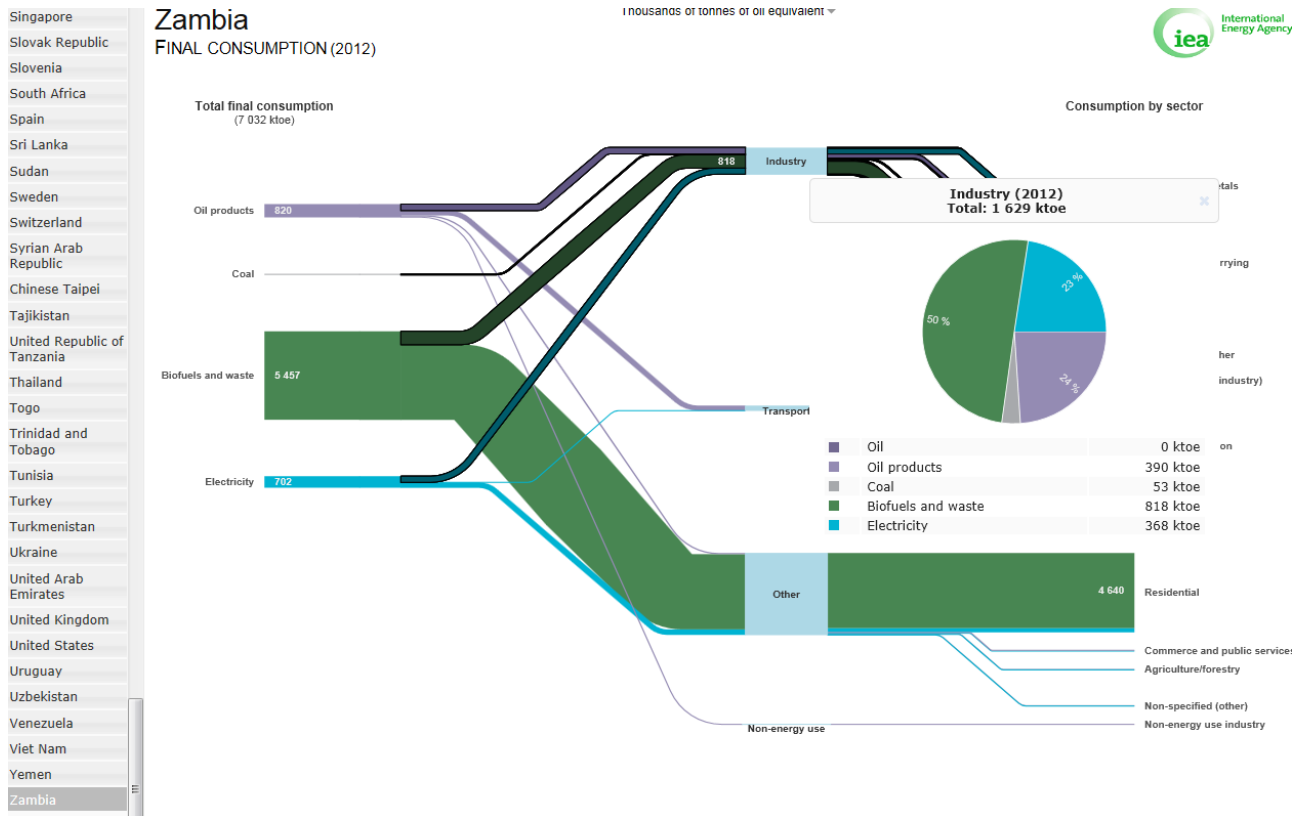 Singapore
Slovak Republic
Slovenia
South Africa
Spain
Sri Lanka
Sudan
Sweden
Switzerland
Syrian Arab
Republic
Chinese Taipei
Tajikistan
United Republic of
Tanzania
Thailand
Togo
Trinidad and
Tobago
Tunisia
Turkey
Turkmenistan
Ukraine
United Arab
Emirates
United Kingdom
United States
Uruguay
Uzbekistan
Venezuela
Viet Nam
Yemen
Zambia
Zambia
FINAL CONSUMPTION (2012)
Thousands of tonnes of oil equivalent
iea
International
Energy Agency
Total final consumption
(7 032 ktoe)
Consumption by sector
Oil products
820
Coal
Biofuels and waste
5 457
Electricity
702
818
Industry
Transport
Other
Non-energy use
Industry (2012)
Total: 1 629 ktoe
23 %
50 %
24 %
Oil 0 ktoe
Oil products 390 ktoe
Coal 53 ktoe
Biofuels and waste 818 ktoe
Electricity 368 ktoe
etals
rrying
her
industry)
on
4 640
Residential
Commerce and public services
Agriculture/forestry
Non-specified (other)
Non-energy use industry